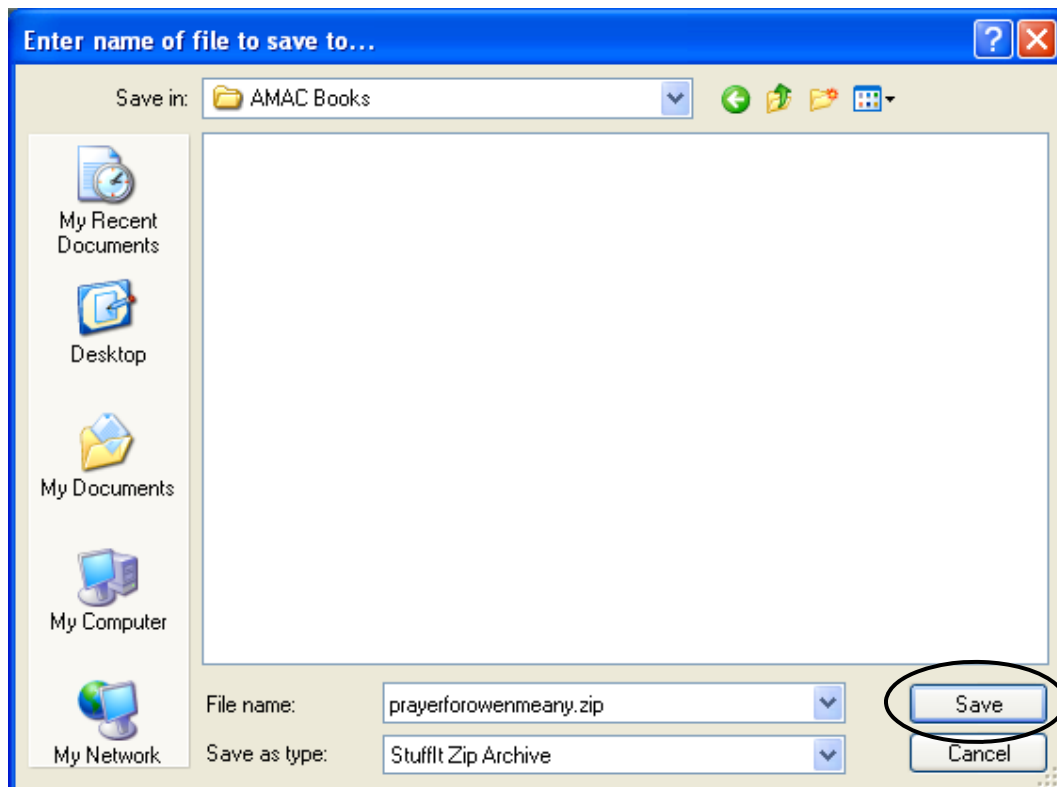 Enter name of file to save to...
Save in:
AMAC Books
My Recent
Documents
Desktop
My Documents
My Computer
My Network
File name:
prayerforowenmeany.zip
Save
Save as type:
StuffIt Zip Archive
Cancel